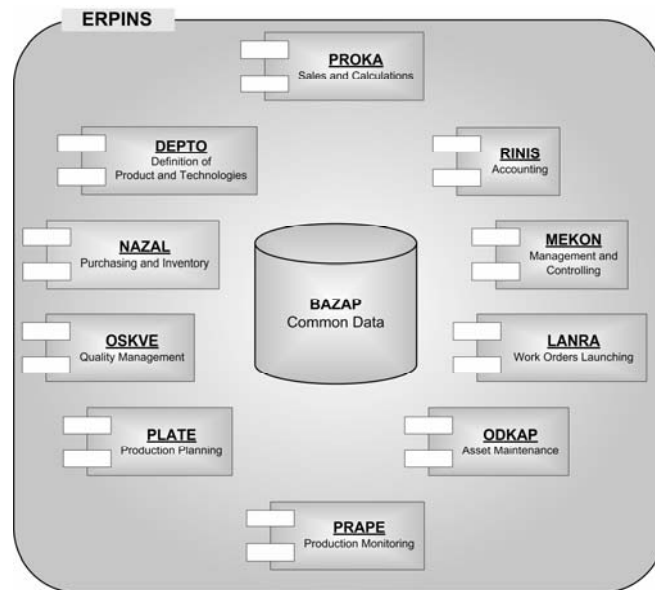 ERPINS
PROKA
Sales and Calculations
DEPTO
Definition of
Product and Technologies
RINIS
Accounting
NAZAL
Purchasing and Inventory
MEKON
Management and
Controlling
BAZAP
Common Data
OSKVE
Quality Management
LANRA
Work Orders Launching
PLATE
Production Planning
ODKAP
Asset Maintenance
PRAPE
Production Monitoring